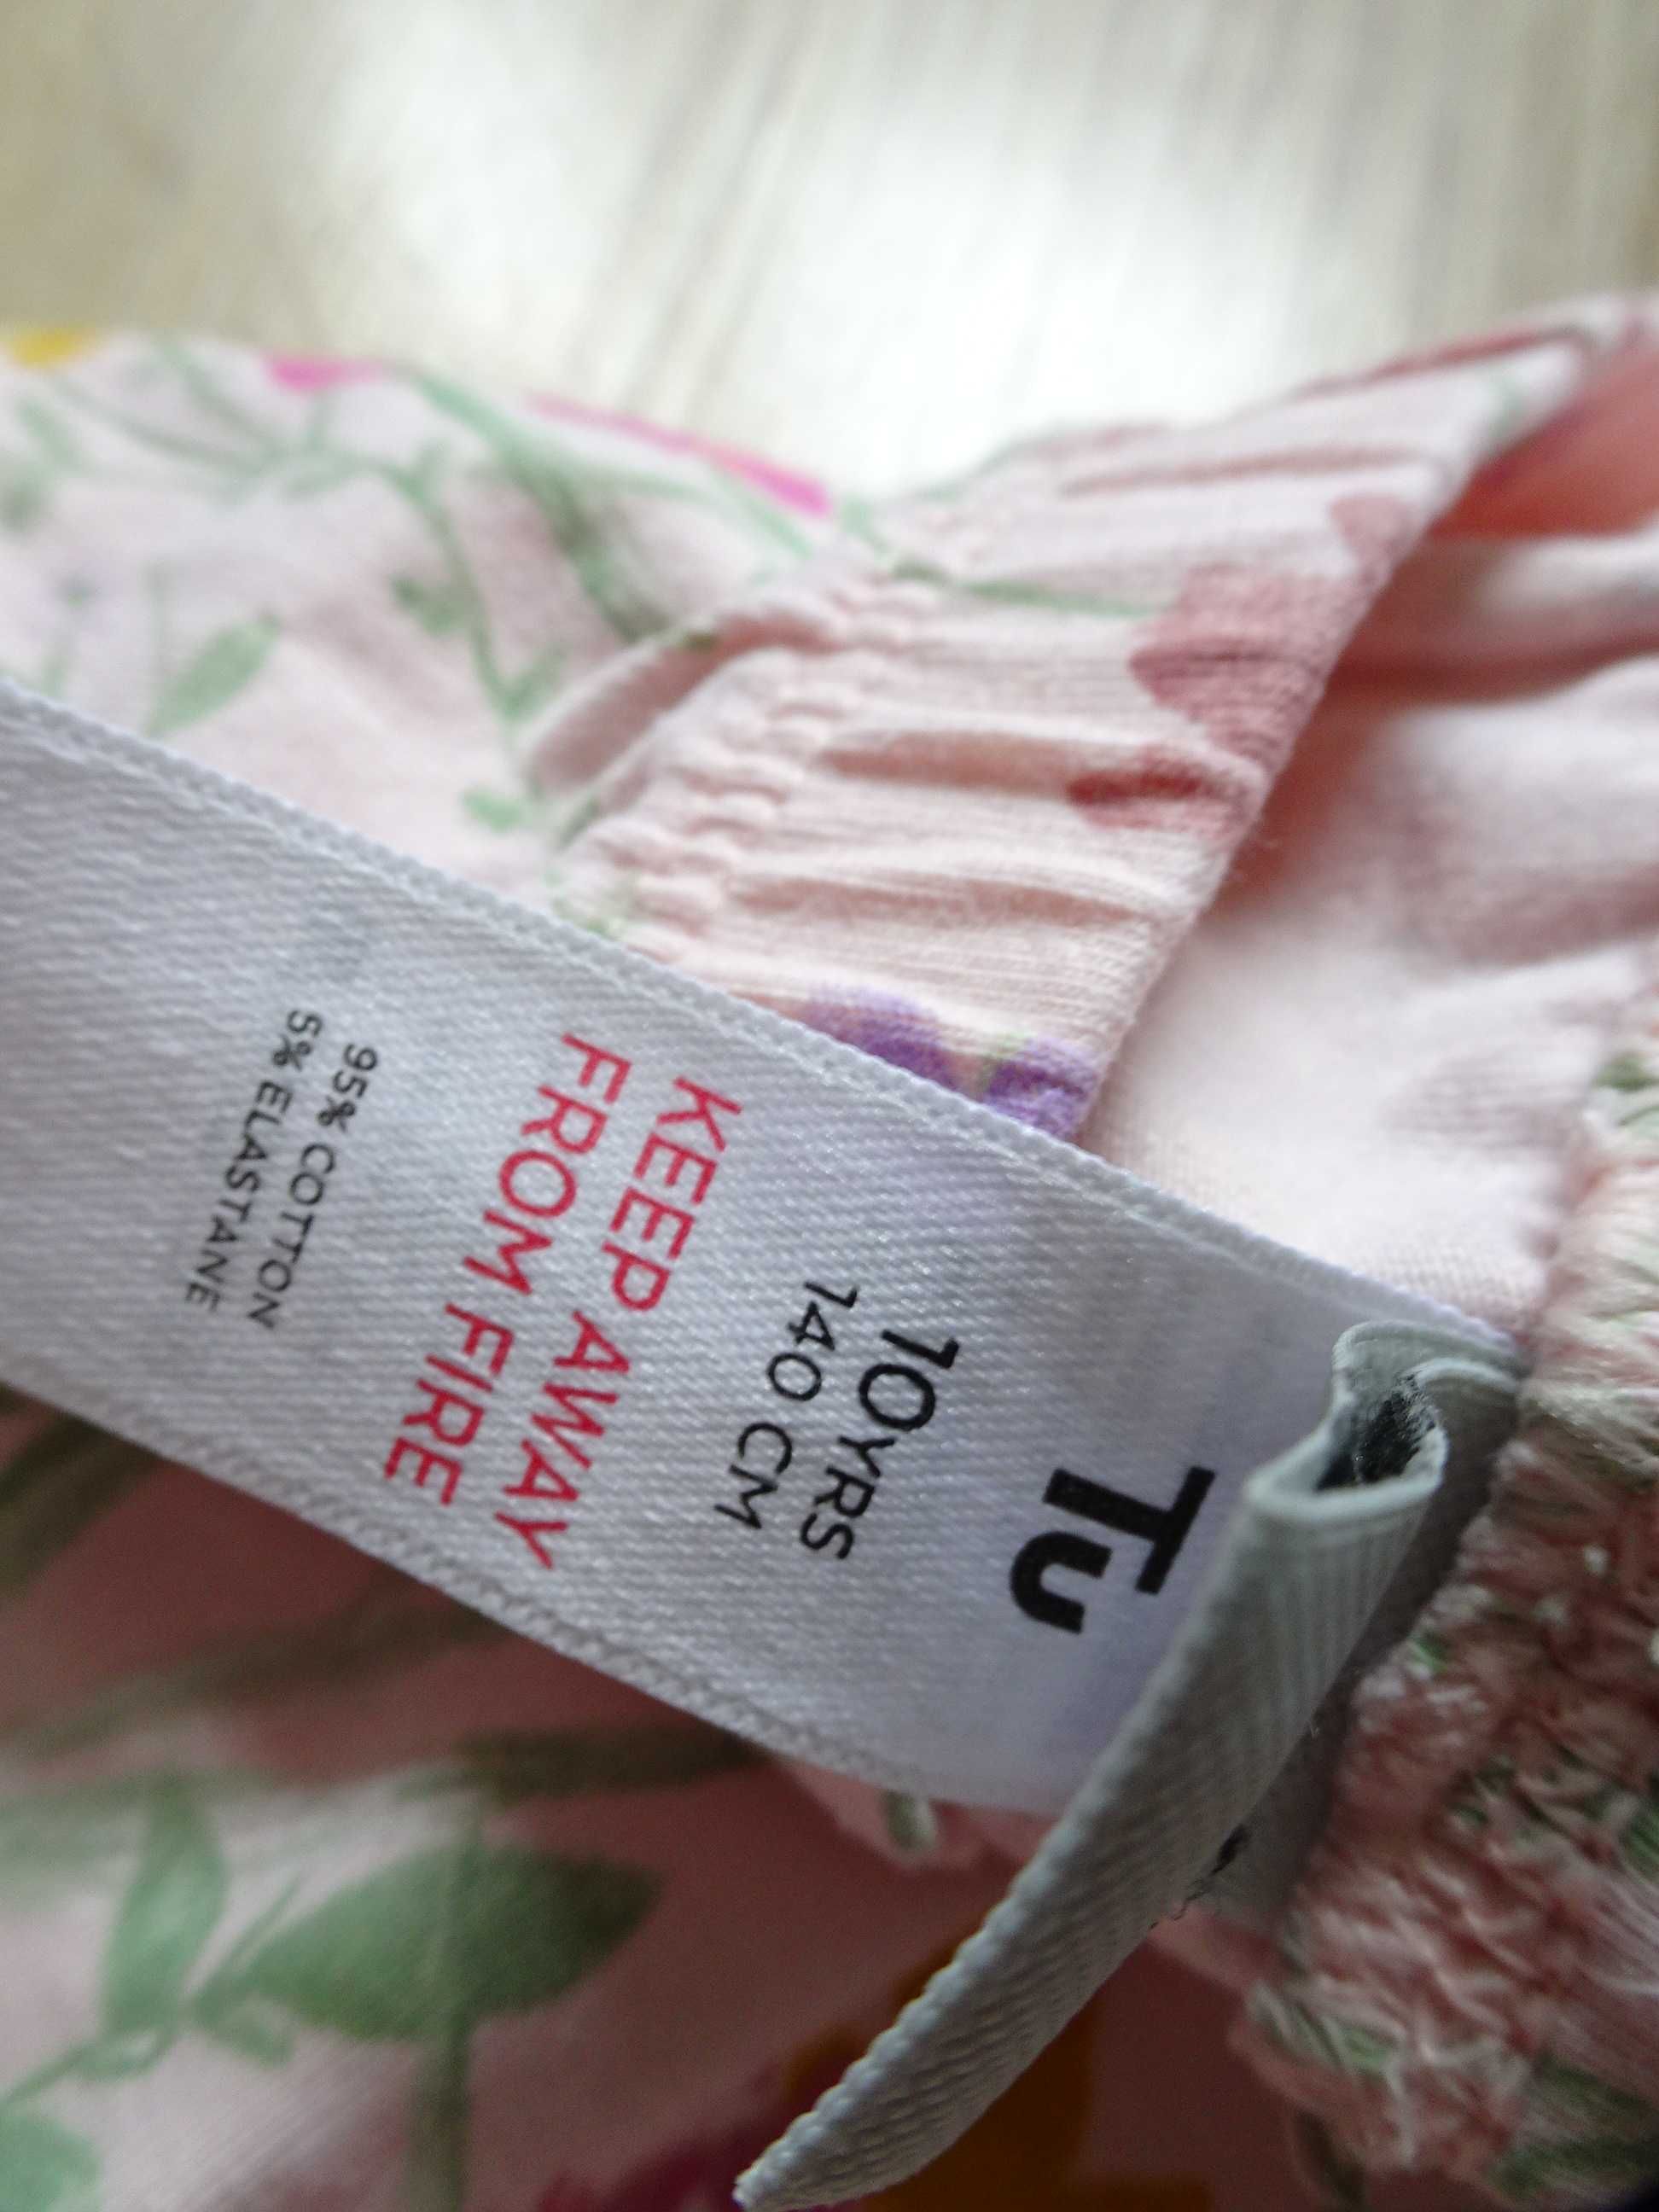 Tu
10YRS
140 CM
KEEP AWAY
FROM FIRE
95% COTTON
5% ELASTANE